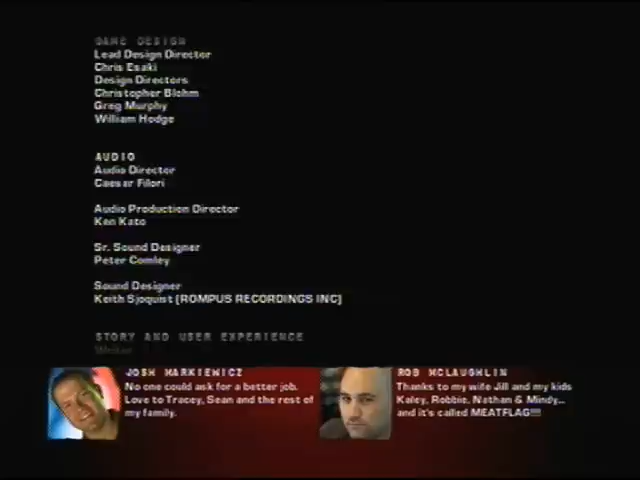 GAME DESIGN
Lead Design Director
Chris Esaki
Design Directors
Christopher Blohm
Greg Murphy
William Hodge
AUDIO
Audio Director
Caesar Filori
Audio Production Director
Ken Kato
Sr. Sound Designer
Peter Comley
Sound Designer
Keith Sjoquist [ROMPUS RECORDINGS INC]
STORY AND USER EXPERIENCE
Writer
JOSH MARKIEWICZ
No one could ask for a better job.
Love to Tracey, Sean and the rest of
my family.
ROB MCLAUGHLIN
Thanks to my wife Jill and my kids
Kaley, Robbie, Nathan & Mindy...
and it's called MEATFLAG!!!